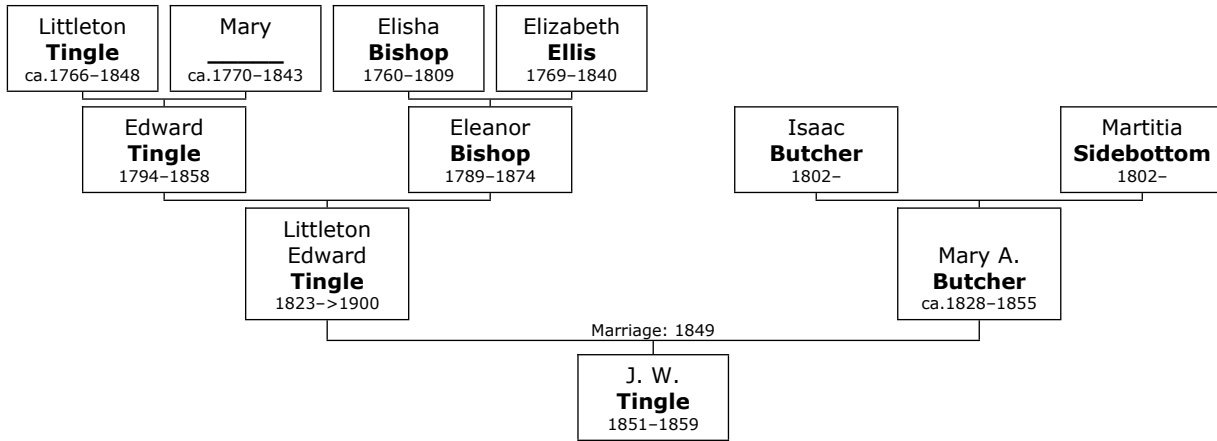 Littleton
Tingle
ca.1766–1848
Mary
______
ca.1770–1843
Elisha
Bishop
1760–1809
Elizabeth
Ellis
1769–1840
Edward
Tingle
1794–1858
Eleanor
Bishop
1789–1874
Isaac
Butcher
1802–
Martitia
Sidebottom
1802–
Littleton
Edward
Tingle
1823–>1900
Mary A.
Butcher
ca.1828–1855
Marriage: 1849
J. W.
Tingle
1851–1859